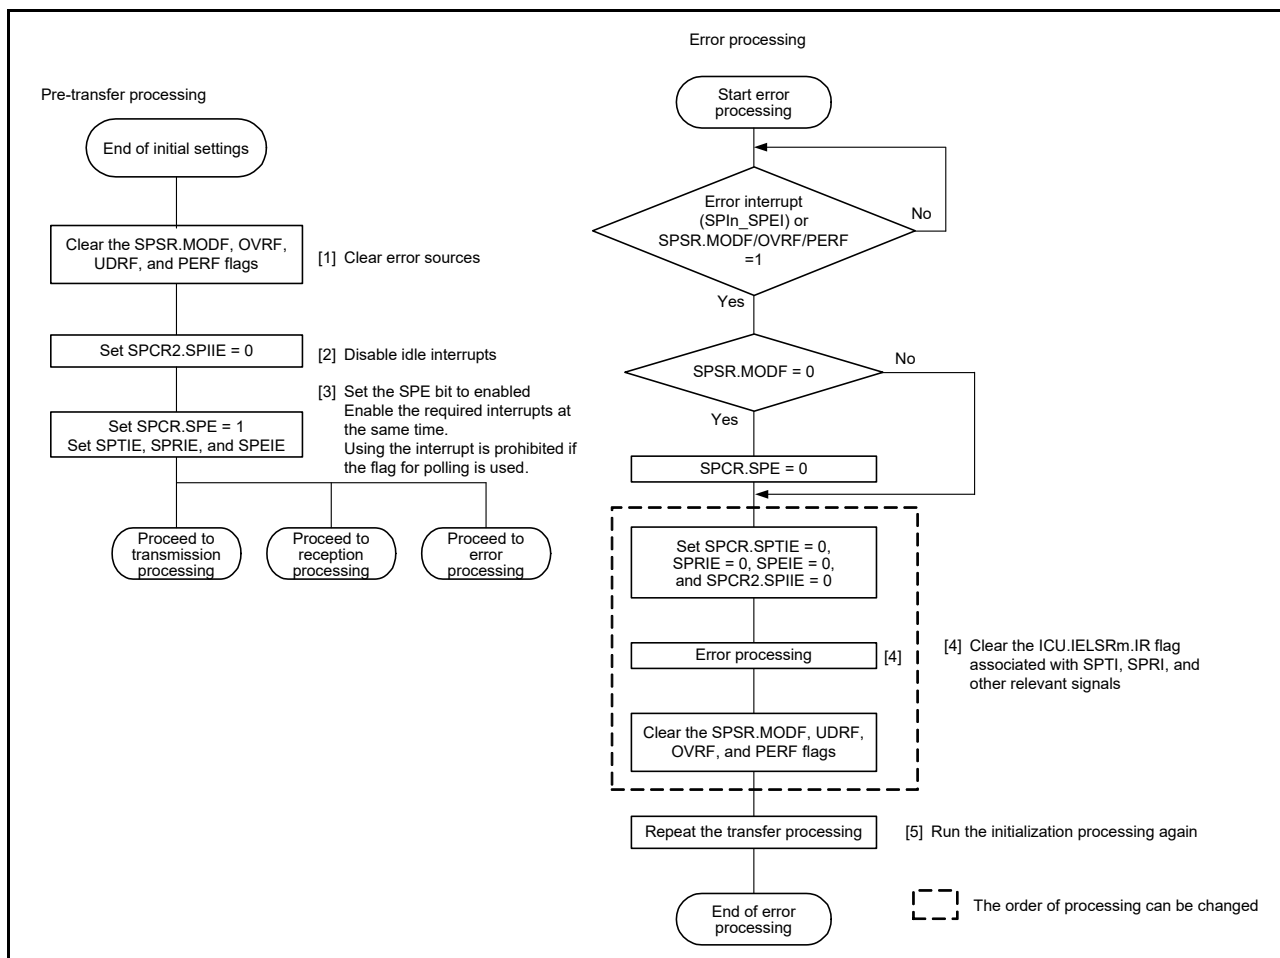 Pre-transfer processing
End of initial settings
Clear the SPSR.MODF, OVRF,
UDRF, and PERF flags
[1] Clear error sources
Set SPCR2.SPIIE = 0
[2] Disable idle interrupts
[3] Set the SPE bit to enabled
Enable the required interrupts at
the same time.
Using the interrupt is prohibited if
the flag for polling is used.
Set SPCR.SPE = 1
Set SPTIE, SPRIE, and SPEIE
Proceed to
transmission
processing
Proceed to
reception
processing
Proceed to
error
processing
Error processing
Start error
processing
Error interrupt
(SPIn_SPEI) or
SPSR.MODF/OVRF/PERF
=1
No
Yes
SPSR.MODF = 0
No
Yes
SPCR.SPE = 0
Set SPCR.SPTIE = 0,
SPRIE = 0, SPEIE = 0,
and SPCR2.SPIIE = 0
Error processing
[4]
[4] Clear the ICU.IELSRm.IR flag
associated with SPTI, SPRI, and
other relevant signals
Clear the SPSR.MODF, UDRF,
OVRF, and PERF flags
Repeat the transfer processing
[5] Run the initialization processing again
End of error
processing
The order of processing can be changed